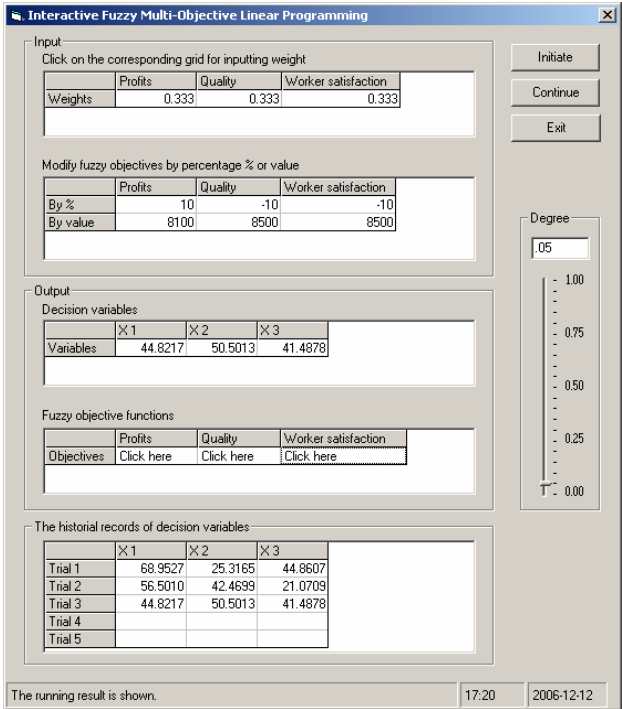 Interactive Fuzzy Multi-Objective Linear Programming
Input
Click on the corresponding grid for inputting weight
Profits Quality Worker satisfaction
Weights 0.333 0.333 0.333
Modify fuzzy objectives by percentage % or value
Profits Quality Worker satisfaction
By % 10 -10 -10
By value 8100 8500 8500
Initiate
Continue
Exit
Degree
.05
1.00
0.75
0.50
0.25
0.00
Output
Decision variables
X 1 X 2 X 3
Variables 44.8217 50.5013 41.4878
Fuzzy objective functions
Profits Quality Worker satisfaction
Objectives Click here Click here Click here
The historial records of decision variables
X 1 X 2 X 3
Trial 1 68.9527 25.3165 44.8607
Trial 2 56.5010 42.4699 21.0709
Trial 3 44.8217 50.5013 41.4878
Trial 4
Trial 5
The running result is shown. 17:20 2006-12-12